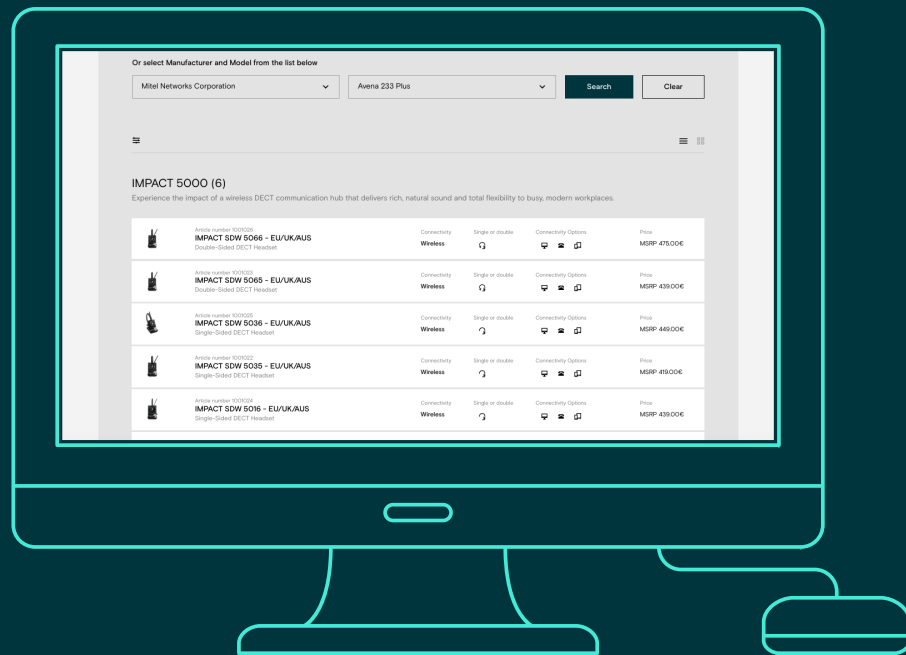 Or select Manufacturer and Model from the list below
Mitel Networks Corporation
Avena 233 Plus
Search
Clear
IMPACT 5000 (6)
Experience the impact of a wireless DECT communication hub that delivers rich, natural sound and total flexibility to busy, modern workplaces.
Article number 1001026
IMPACT SDW 5066 - EU/UK/AUS
Double-Sided DECT Headset
Connectivity
Wireless
Single or double
Connectivity Options
Price
MSRP 475.00€
Article number 1001023
IMPACT SDW 5065 - EU/UK/AUS
Double-Sided DECT Headset
Connectivity
Wireless
Single or double
Connectivity Options
Price
MSRP 439.00€
Article number 1001025
IMPACT SDW 5036 - EU/UK/AUS
Single-Sided DECT Headset
Connectivity
Wireless
Single or double
Connectivity Options
Price
MSRP 449.00€
Article number 1001022
IMPACT SDW 5035 - EU/UK/AUS
Single-Sided DECT Headset
Connectivity
Wireless
Single or double
Connectivity Options
Price
MSRP 419.00€
Article number 1001024
IMPACT SDW 5016 - EU/UK/AUS
Single-Sided DECT Headset
Connectivity
Wireless
Single or double
Connectivity Options
Price
MSRP 439.00€